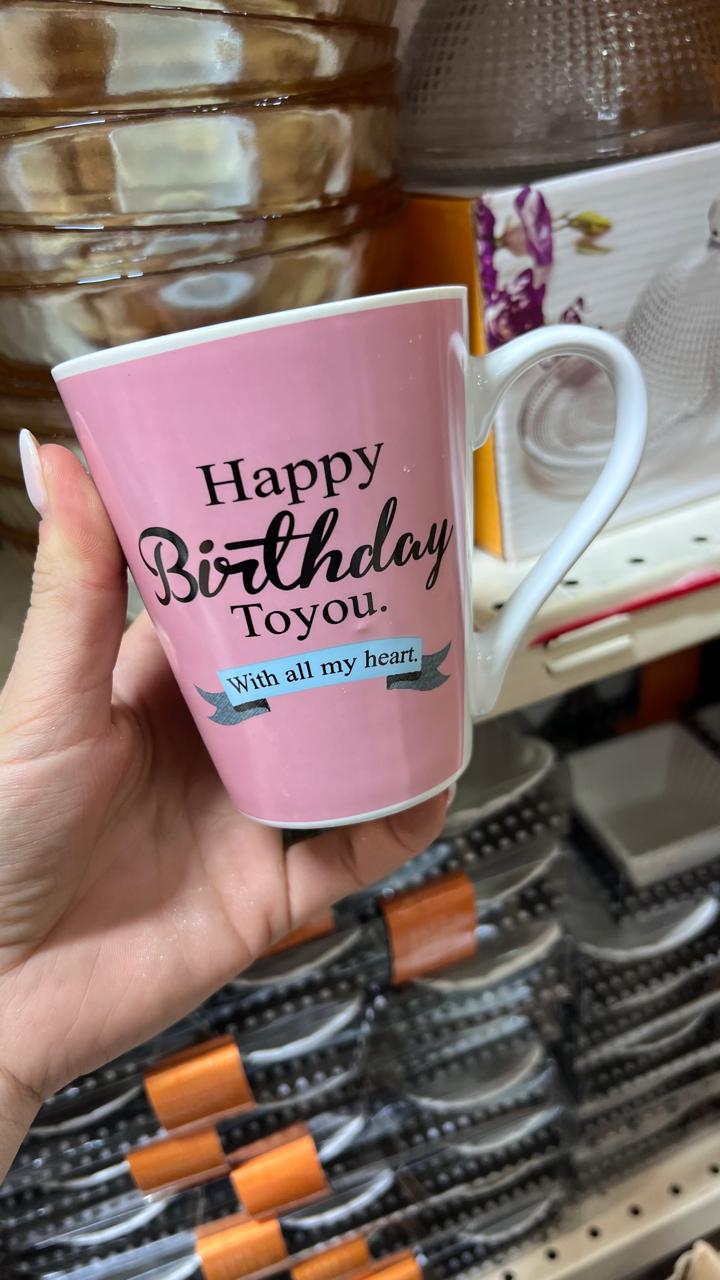 Happy
Birthday
Toyou.
With all my heart.